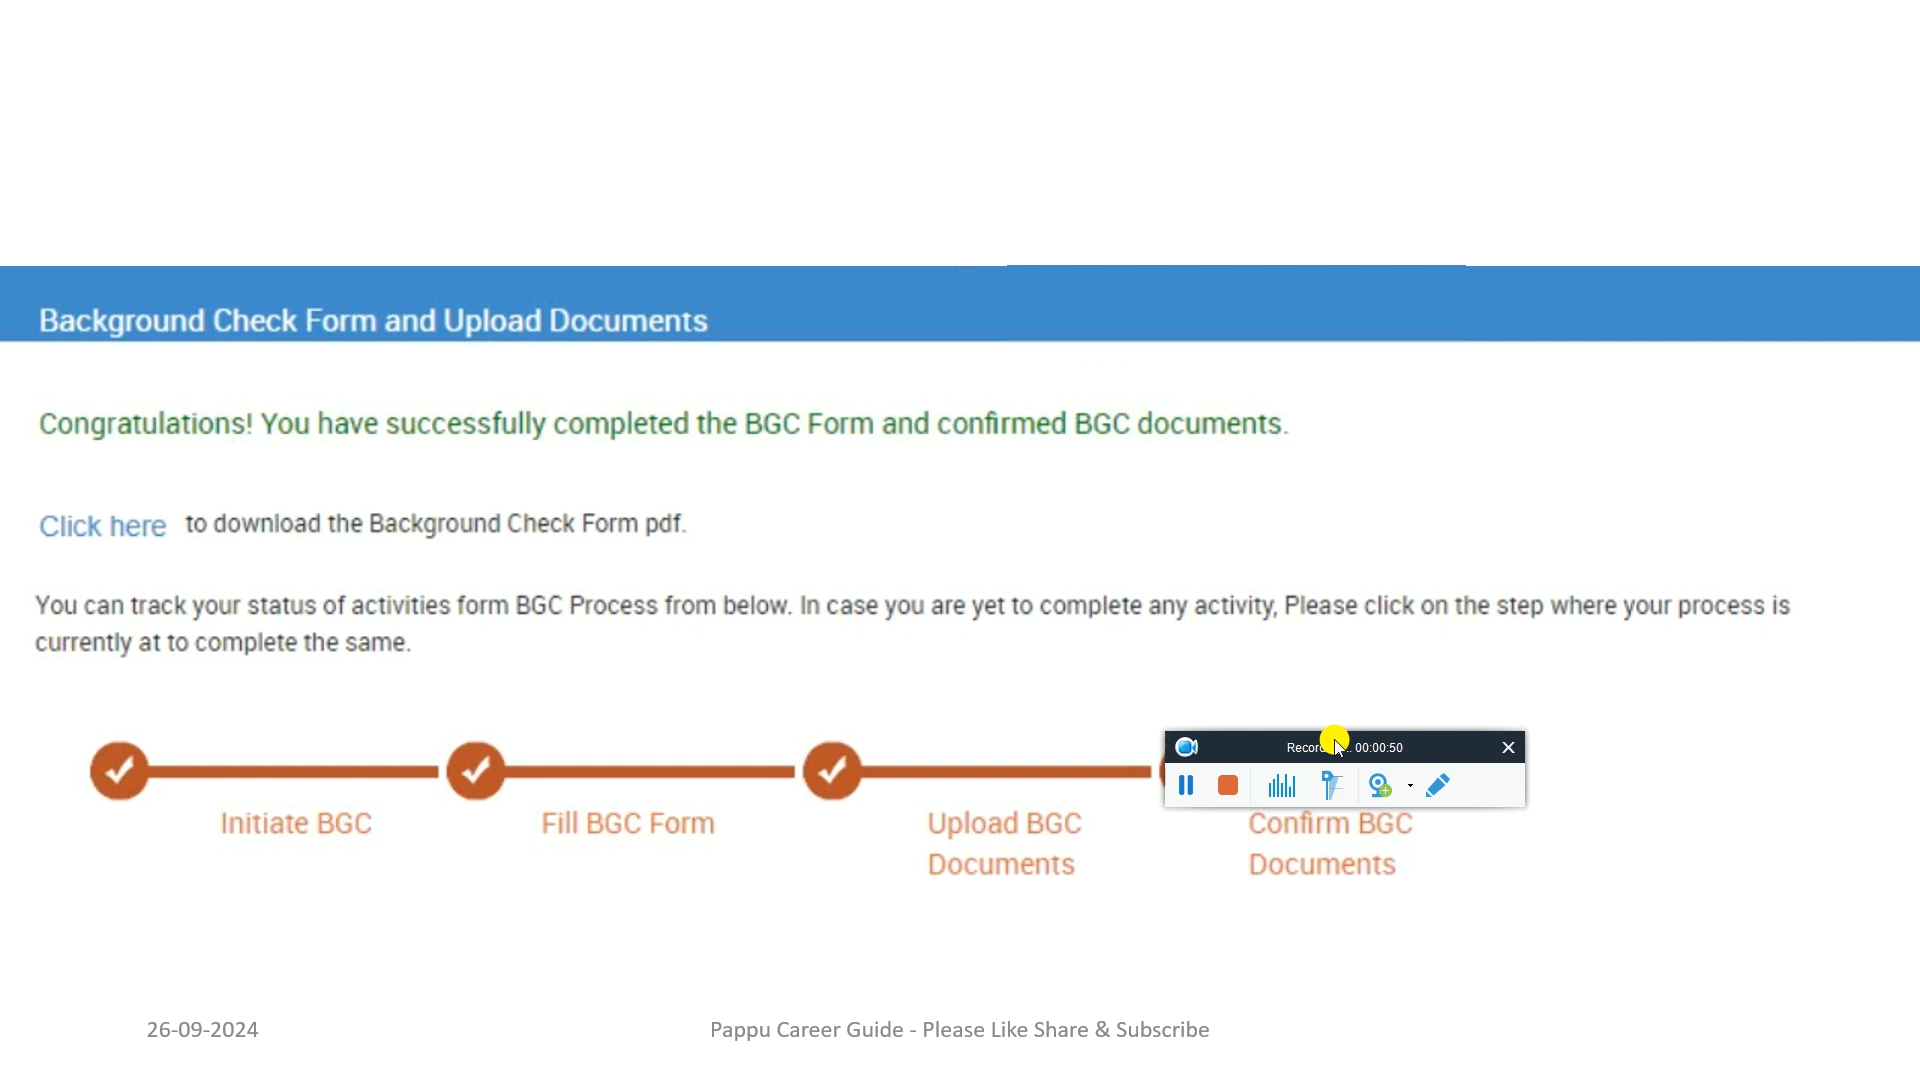 Background Check Form and Upload Documents
Congratulations! You have successfully completed the BGC Form and confirmed BGC documents.
Click here to download the Background Check Form pdf.
You can track your status of activities form BGC Process from below. In case you are yet to complete any activity, Please click on the step where your process is
currently at to complete the same.
00:00:50
Initiate BGC
Fill BGC Form
Upload BGC
Documents
Confirm BGC
Documents
26-09-2024
Pappu Career Guide - Please Like Share & Subscribe